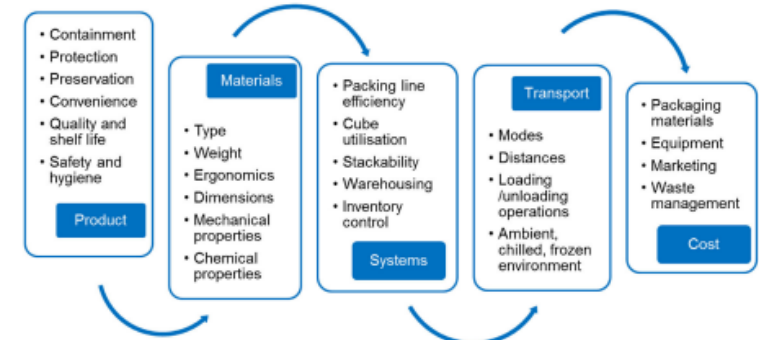 • Containment
• Protection
• Preservation
• Convenience
• Quality and
shelf life
• Safety and
hygiene
Product
Materials
• Type
• Weight
• Ergonomics
• Dimensions
• Mechanical
properties
• Chemical
properties
• Packing line
efficiency
• Cube
utilisation
• Stackability
• Warehousing
• Inventory
control
Systems
Transport
• Modes
• Distances
• Loading
/unloading
operations
• Ambient,
chilled, frozen
environment
• Packaging
materials
• Equipment
• Marketing
• Waste
management
Cost